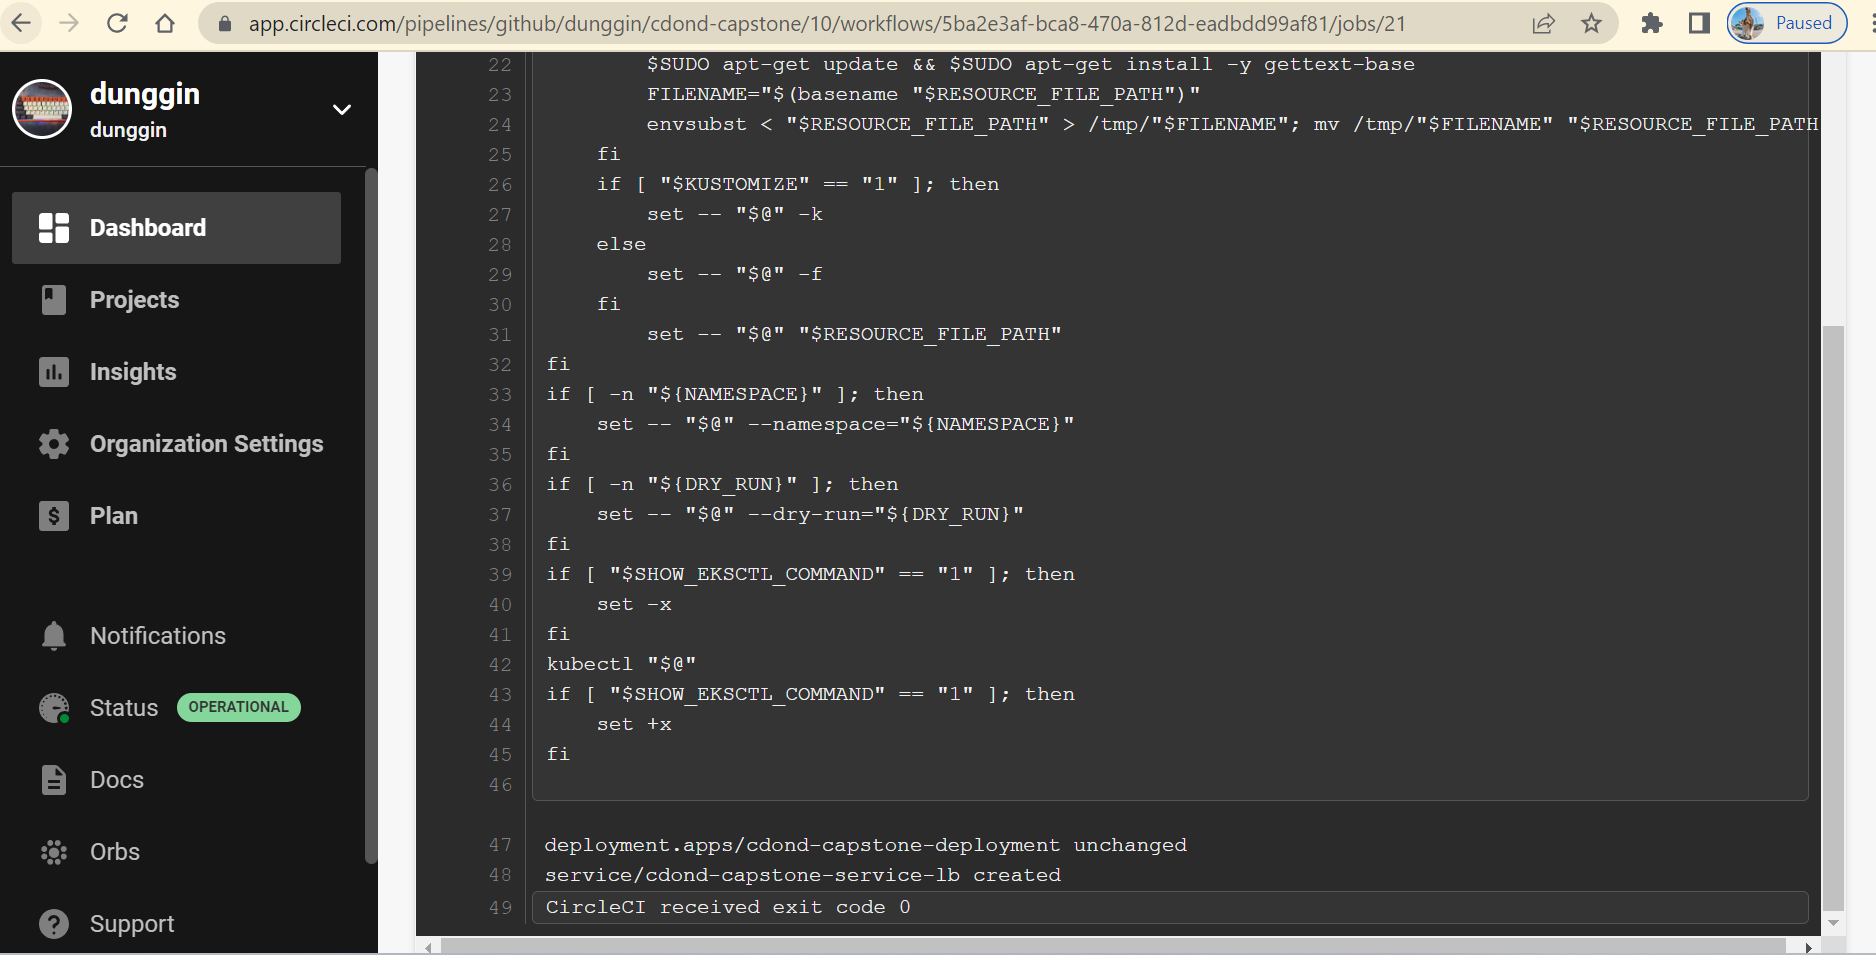 app.circleci.com/pipelines/github/dunggin/cdond-capstone/10/workflows/5ba2e3af-bca8-470a-812d-eadbdd99af81/jobs/21
Paused
dunggin
dunggin
Dashboard
Projects
Insights
Organization Settings
$
Plan
Notifications
Status
OPERATIONAL
Docs
Orbs
?
Support
22 $SUDO apt-get update && $SUDO apt-get install -y gettext-base
23 FILENAME="$(basename "$RESOURCE_FILE_PATH")"
24 envsubst < "$RESOURCE_FILE_PATH" > /tmp/"$FILENAME"; mv /tmp/"$FILENAME" "$RESOURCE_FILE_PATH
25 fi
26 if [ "$KUSTOMIZE" == "1" ]; then
27 set -- "$@" -k
28 else
29 set -- "$@" -f
30 fi
31 set -- "$@" "$RESOURCE_FILE_PATH"
32 fi
33 if [ -n "${NAMESPACE}" ]; then
34 set -- "$@" --namespace="${NAMESPACE}"
35 fi
36 if [ -n "${DRY_RUN}" ]; then
37 set -- "$@" --dry-run="${DRY_RUN}"
38 fi
39 if [ "$SHOW_EKSCTL_COMMAND" == "1" ]; then
40 set -x
41 fi
42 kubectl "$@"
43 if [ "$SHOW_EKSCTL_COMMAND" == "1" ]; then
44 set +x
45 fi
46
47 deployment.apps/cdond-capstone-deployment unchanged
48 service/cdond-capstone-service-lb created
49 CircleCI received exit code 0